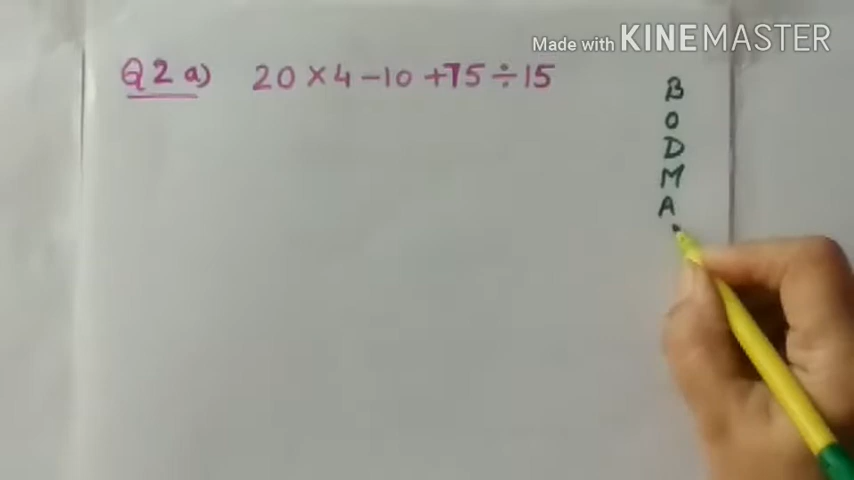 Made with KINEMASTER
Q2 a) 20 × 4 − 10 + 75 ÷ 15
B
O
D
M
A